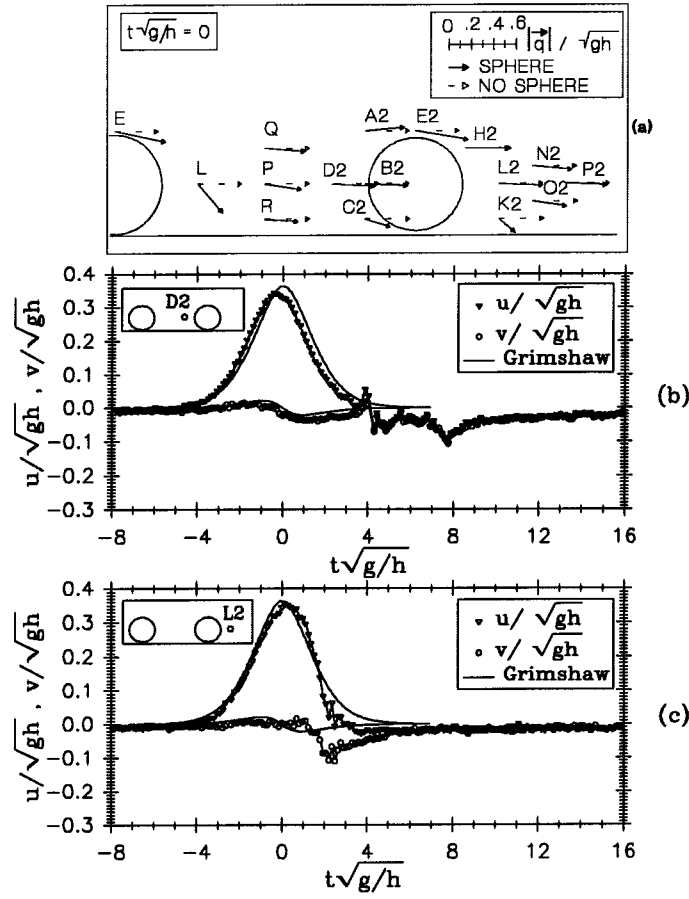 t√g/h = 0
0 .2 .4 .6 |q⃗| / √gh
→ SPHERE
- ▹ NO SPHERE
(a)
E
Q
A2 E2 H2
L P D2 B2 L2 N2 P2
R C2 O2
K2
0.4
0.3
0.2
0.1
0.0
−0.1
−0.2
−0.3
u/√gh , v/√gh
D2
u/ √gh
v/ √gh
Grimshaw
(b)
−8 −4 0 4 8 12 16
t√g/h
0.4
0.3
0.2
0.1
0.0
−0.1
−0.2
−0.3
u/√gh , v/√gh
L2
u/ √gh
v/ √gh
Grimshaw
(c)
−8 −4 0 4 8 12 16
t√g/h